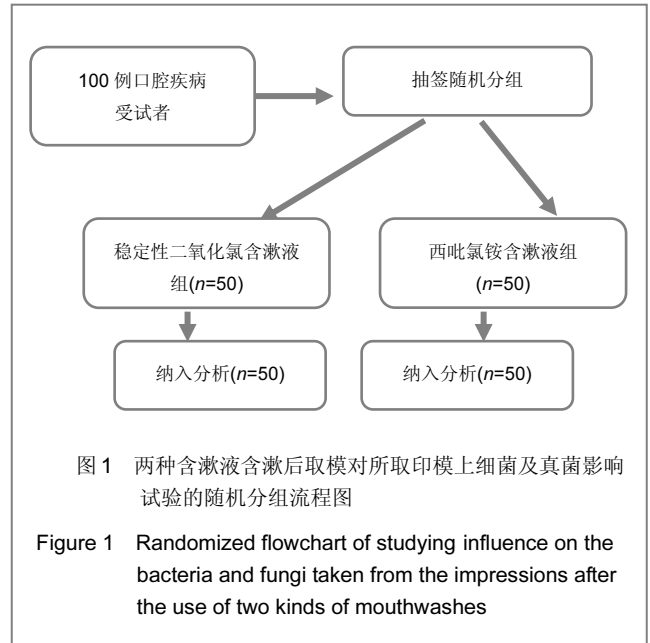 100 例口腔疾病
受试者
抽签随机分组
稳定性二氧化氯含漱液
组(n=50)
西吡氯铵含漱液组
(n=50)
纳入分析(n=50)
纳入分析(n=50)
图 1 两种含漱液含漱后取模对所取印模上细菌及真菌影响
试验的随机分组流程图
Figure 1 Randomized flowchart of studying influence on the
bacteria and fungi taken from the impressions after
the use of two kinds of mouthwashes